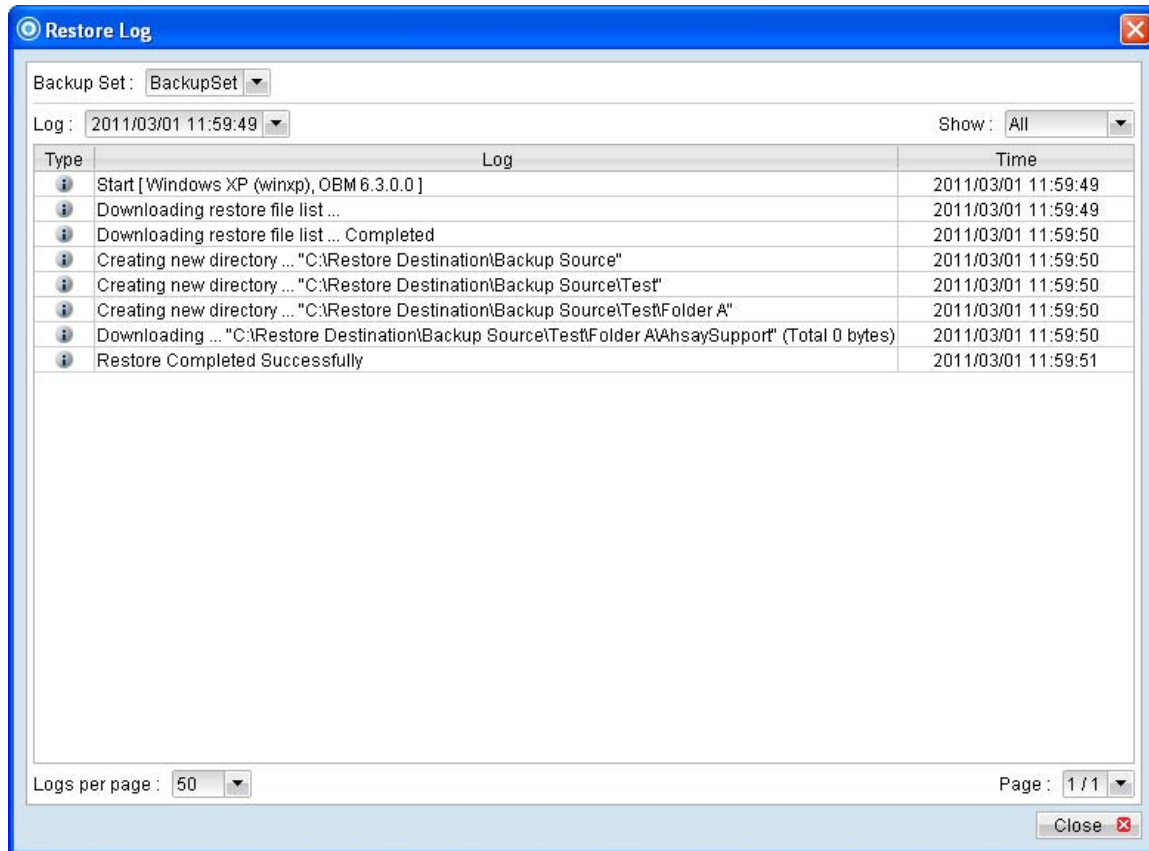 Restore Log
Backup Set : BackupSet
Log : 2011/03/01 11:59:49 Show : All
Type Log Time
Start [ Windows XP (winxp), OBM 6.3.0.0 ] 2011/03/01 11:59:49
Downloading restore file list ... 2011/03/01 11:59:49
Downloading restore file list ... Completed 2011/03/01 11:59:50
Creating new directory ... "C:\Restore Destination\Backup Source" 2011/03/01 11:59:50
Creating new directory ... "C:\Restore Destination\Backup Source\Test" 2011/03/01 11:59:50
Creating new directory ... "C:\Restore Destination\Backup Source\Test\Folder A" 2011/03/01 11:59:50
Downloading ... "C:\Restore Destination\Backup Source\Test\Folder A\AhsaySupport" (Total 0 bytes) 2011/03/01 11:59:50
Restore Completed Successfully 2011/03/01 11:59:51
Logs per page : 50 Page : 1 / 1
Close